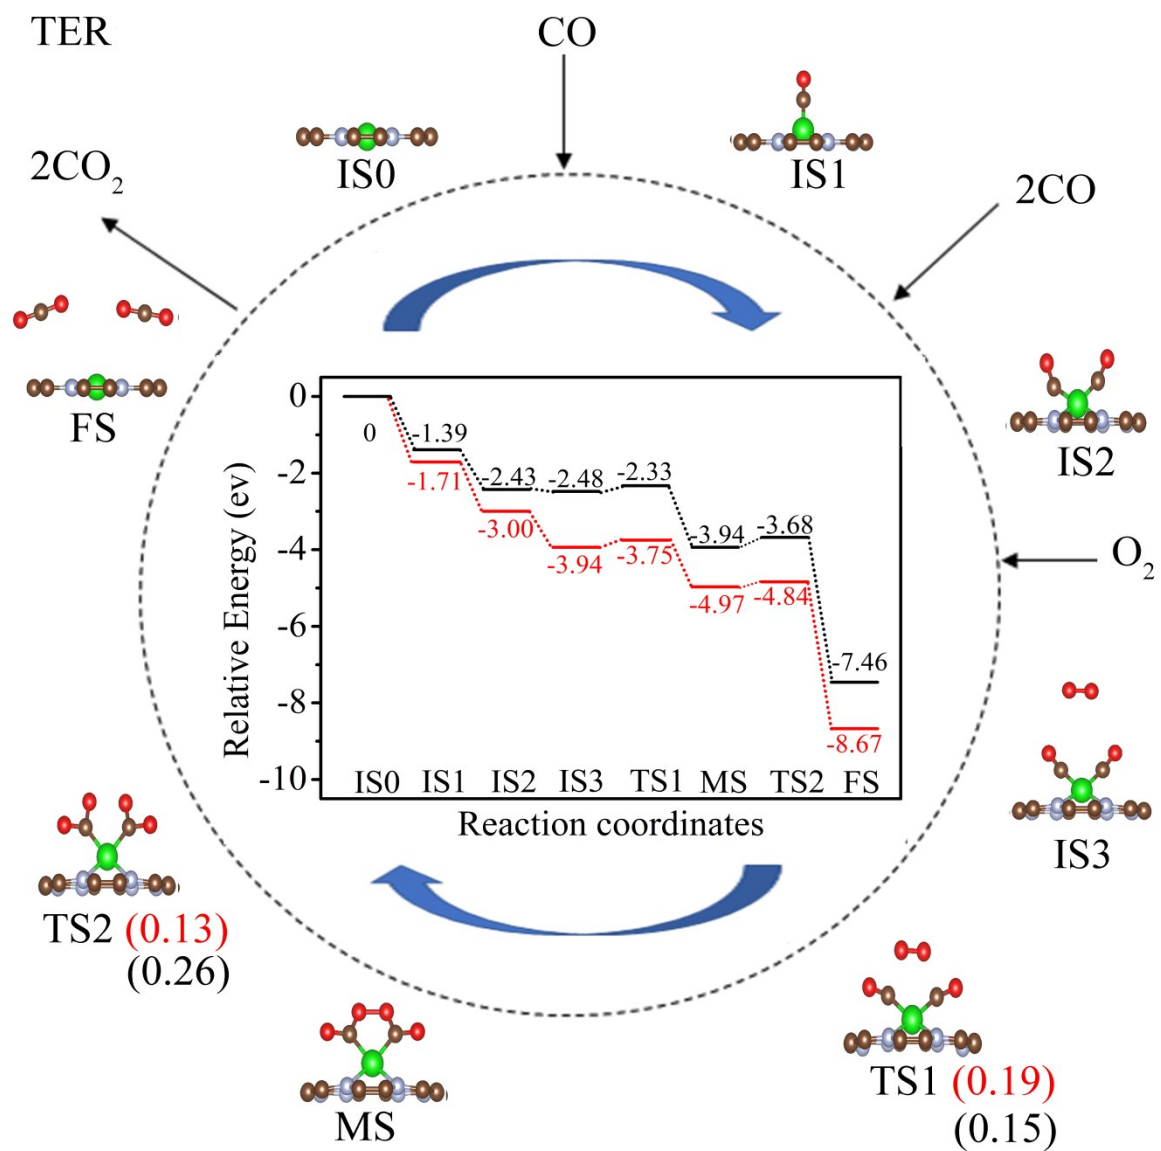 TER
CO
IS0
IS1
2CO₂
2CO
FS
IS2
O₂
IS3
TS1 (0.19)
(0.15)
MS
TS2 (0.13)
(0.26)
Relative Energy (ev)
0
-2
-4
-6
-8
-10
0
-1.39
-1.71
-2.43
-3.00
-2.48
-3.94
-2.33
-3.75
-3.94
-4.97
-3.68
-4.84
-7.46
-8.67
IS0 IS1 IS2 IS3 TS1 MS TS2 FS
Reaction coordinates